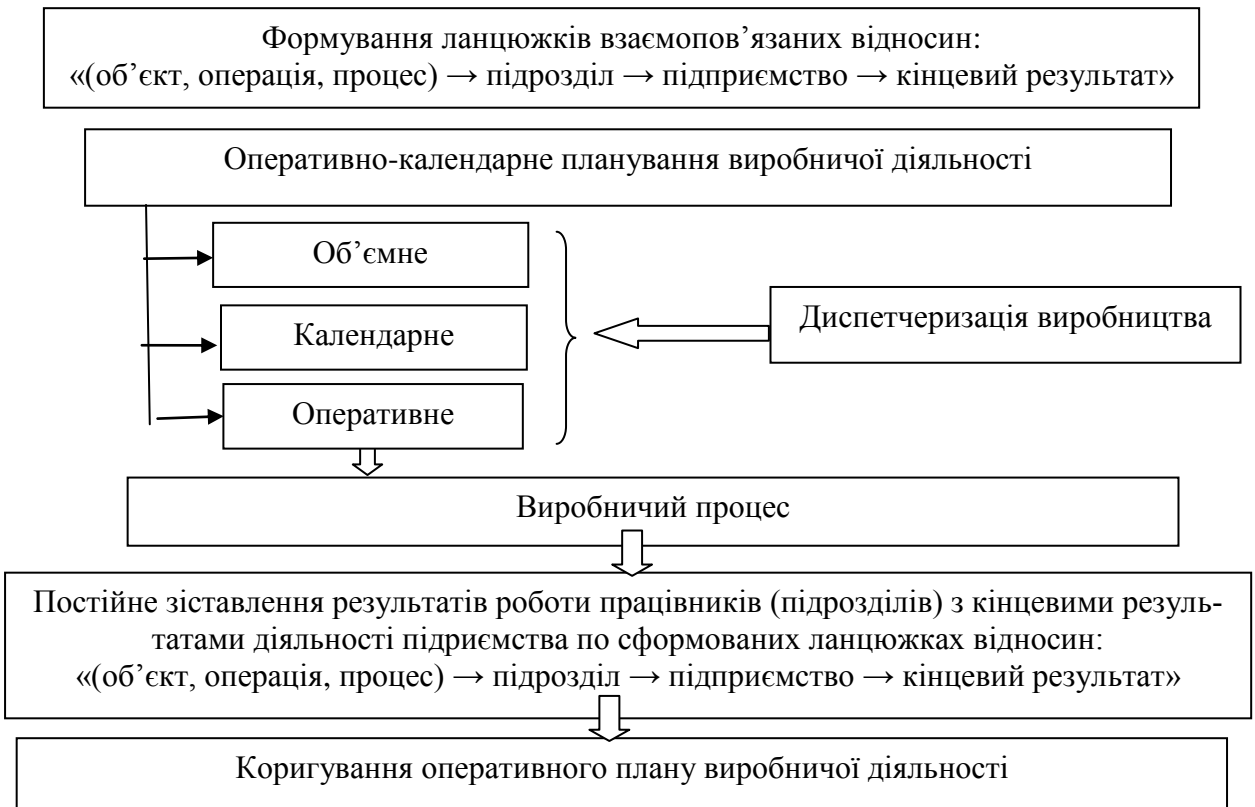 Формування ланцюжків взаємопов’язаних відносин:
«(об’єкт, операція, процес) → підрозділ → підприємство → кінцевий результат»
Оперативно-календарне планування виробничої діяльності
Об’ємне
Календарне
Диспетчеризація виробництва
Оперативне
Виробничий процес
Постійне зіставлення результатів роботи працівників (підрозділів) з кінцевими резуль-
татами діяльності підриємства по сформованих ланцюжках відносин:
«(об’єкт, операція, процес) → підрозділ → підприємство → кінцевий результат»
Коригування оперативного плану виробничої діяльності